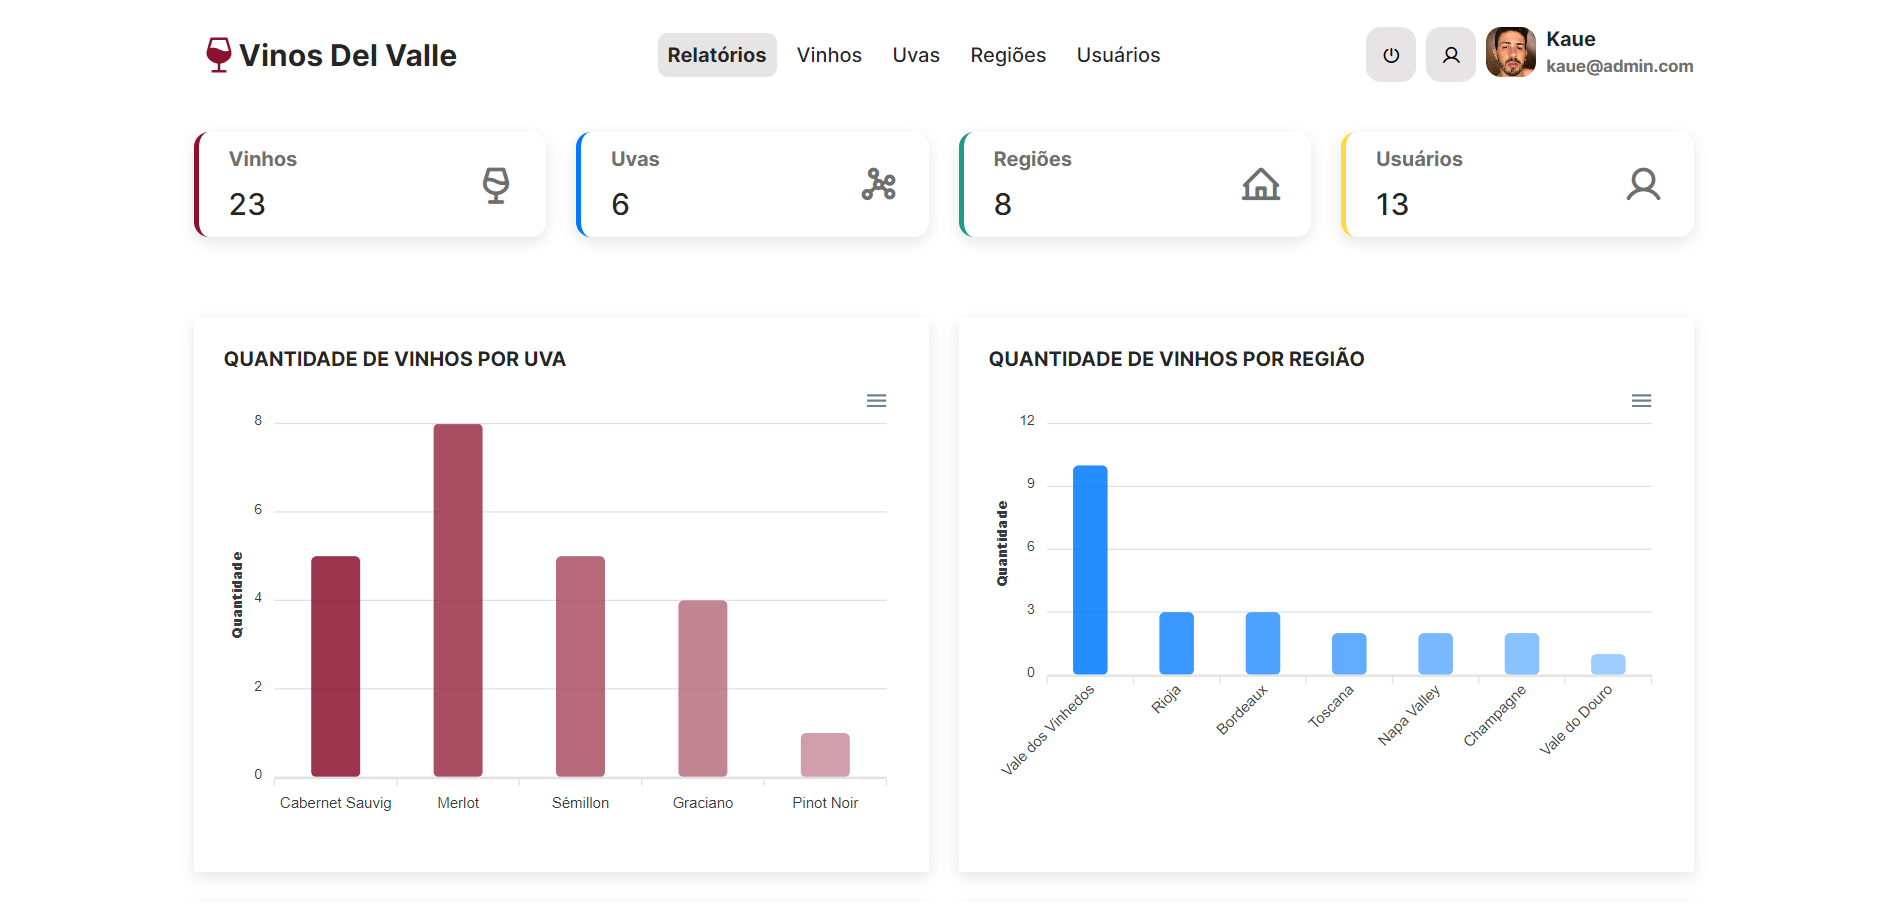 Vinos Del Valle
Relatórios Vinhos Uvas Regiões Usuários
Kaue
kaue@admin.com
Vinhos
23
Uvas
6
Regiões
8
Usuários
13
QUANTIDADE DE VINHOS POR UVA
Quantidade
8
6
4
2
0
Cabernet Sauvig Merlot Sémillon Graciano Pinot Noir
QUANTIDADE DE VINHOS POR REGIÃO
Quantidade
12
9
6
3
0
Vale dos Vinhedos
Rioja
Bordeaux
Toscana
Napa Valley
Champagne
Vale do Douro